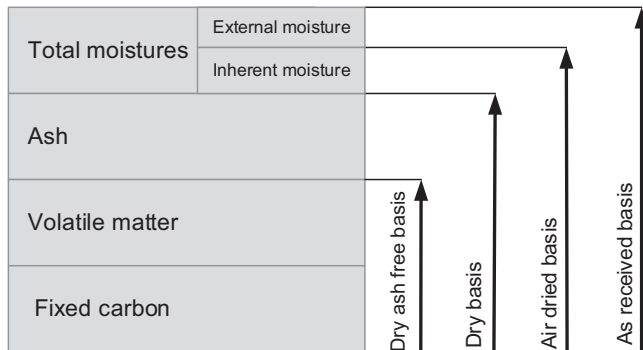 Total moistures
External moisture
Inherent moisture
Ash
Volatile matter
Fixed carbon
Dry ash free basis
Dry basis
Air dried basis
As received basis